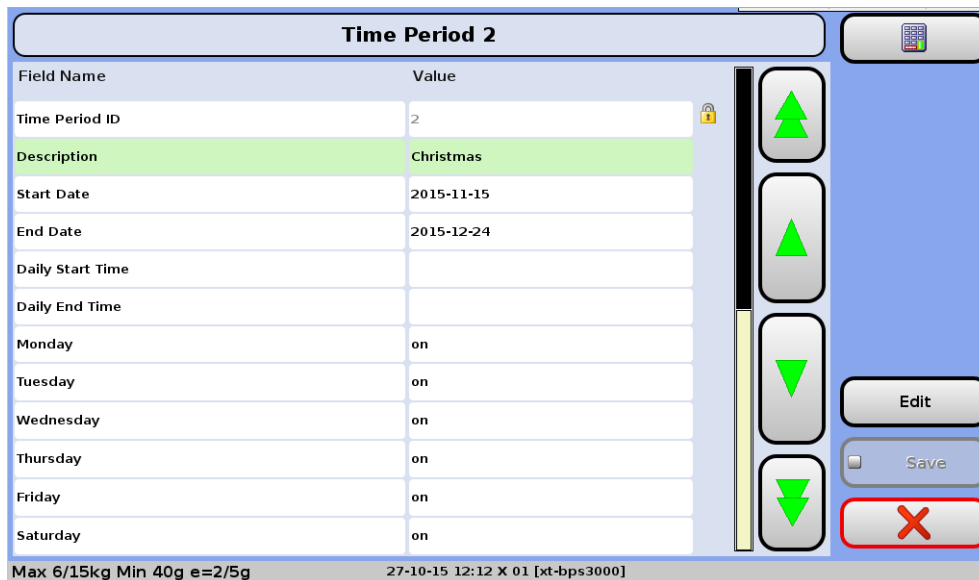 Time Period 2
Field Name Value
Time Period ID 2
Description Christmas
Start Date 2015-11-15
End Date 2015-12-24
Daily Start Time
Daily End Time
Monday on
Tuesday on
Wednesday on
Thursday on
Friday on
Saturday on
Edit
Save
Max 6/15kg Min 40g e=2/5g 27-10-15 12:12 X 01 [xt-bps3000]